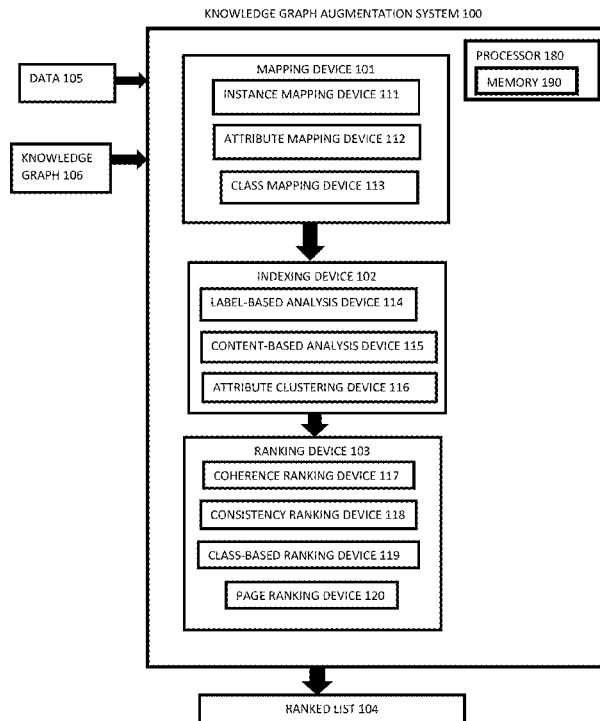 KNOWLEDGE GRAPH AUGMENTATION SYSTEM 100
PROCESSOR 180
MEMORY 190
DATA 105
KNOWLEDGE
GRAPH 106
MAPPING DEVICE 101
INSTANCE MAPPING DEVICE 111
ATTRIBUTE MAPPING DEVICE 112
CLASS MAPPING DEVICE 113
INDEXING DEVICE 102
LABEL-BASED ANALYSIS DEVICE 114
CONTENT-BASED ANALYSIS DEVICE 115
ATTRIBUTE CLUSTERING DEVICE 116
RANKING DEVICE 103
COHERENCE RANKING DEVICE 117
CONSISTENCY RANKING DEVICE 118
CLASS-BASED RANKING DEVICE 119
PAGE RANKING DEVICE 120
RANKED LIST 104